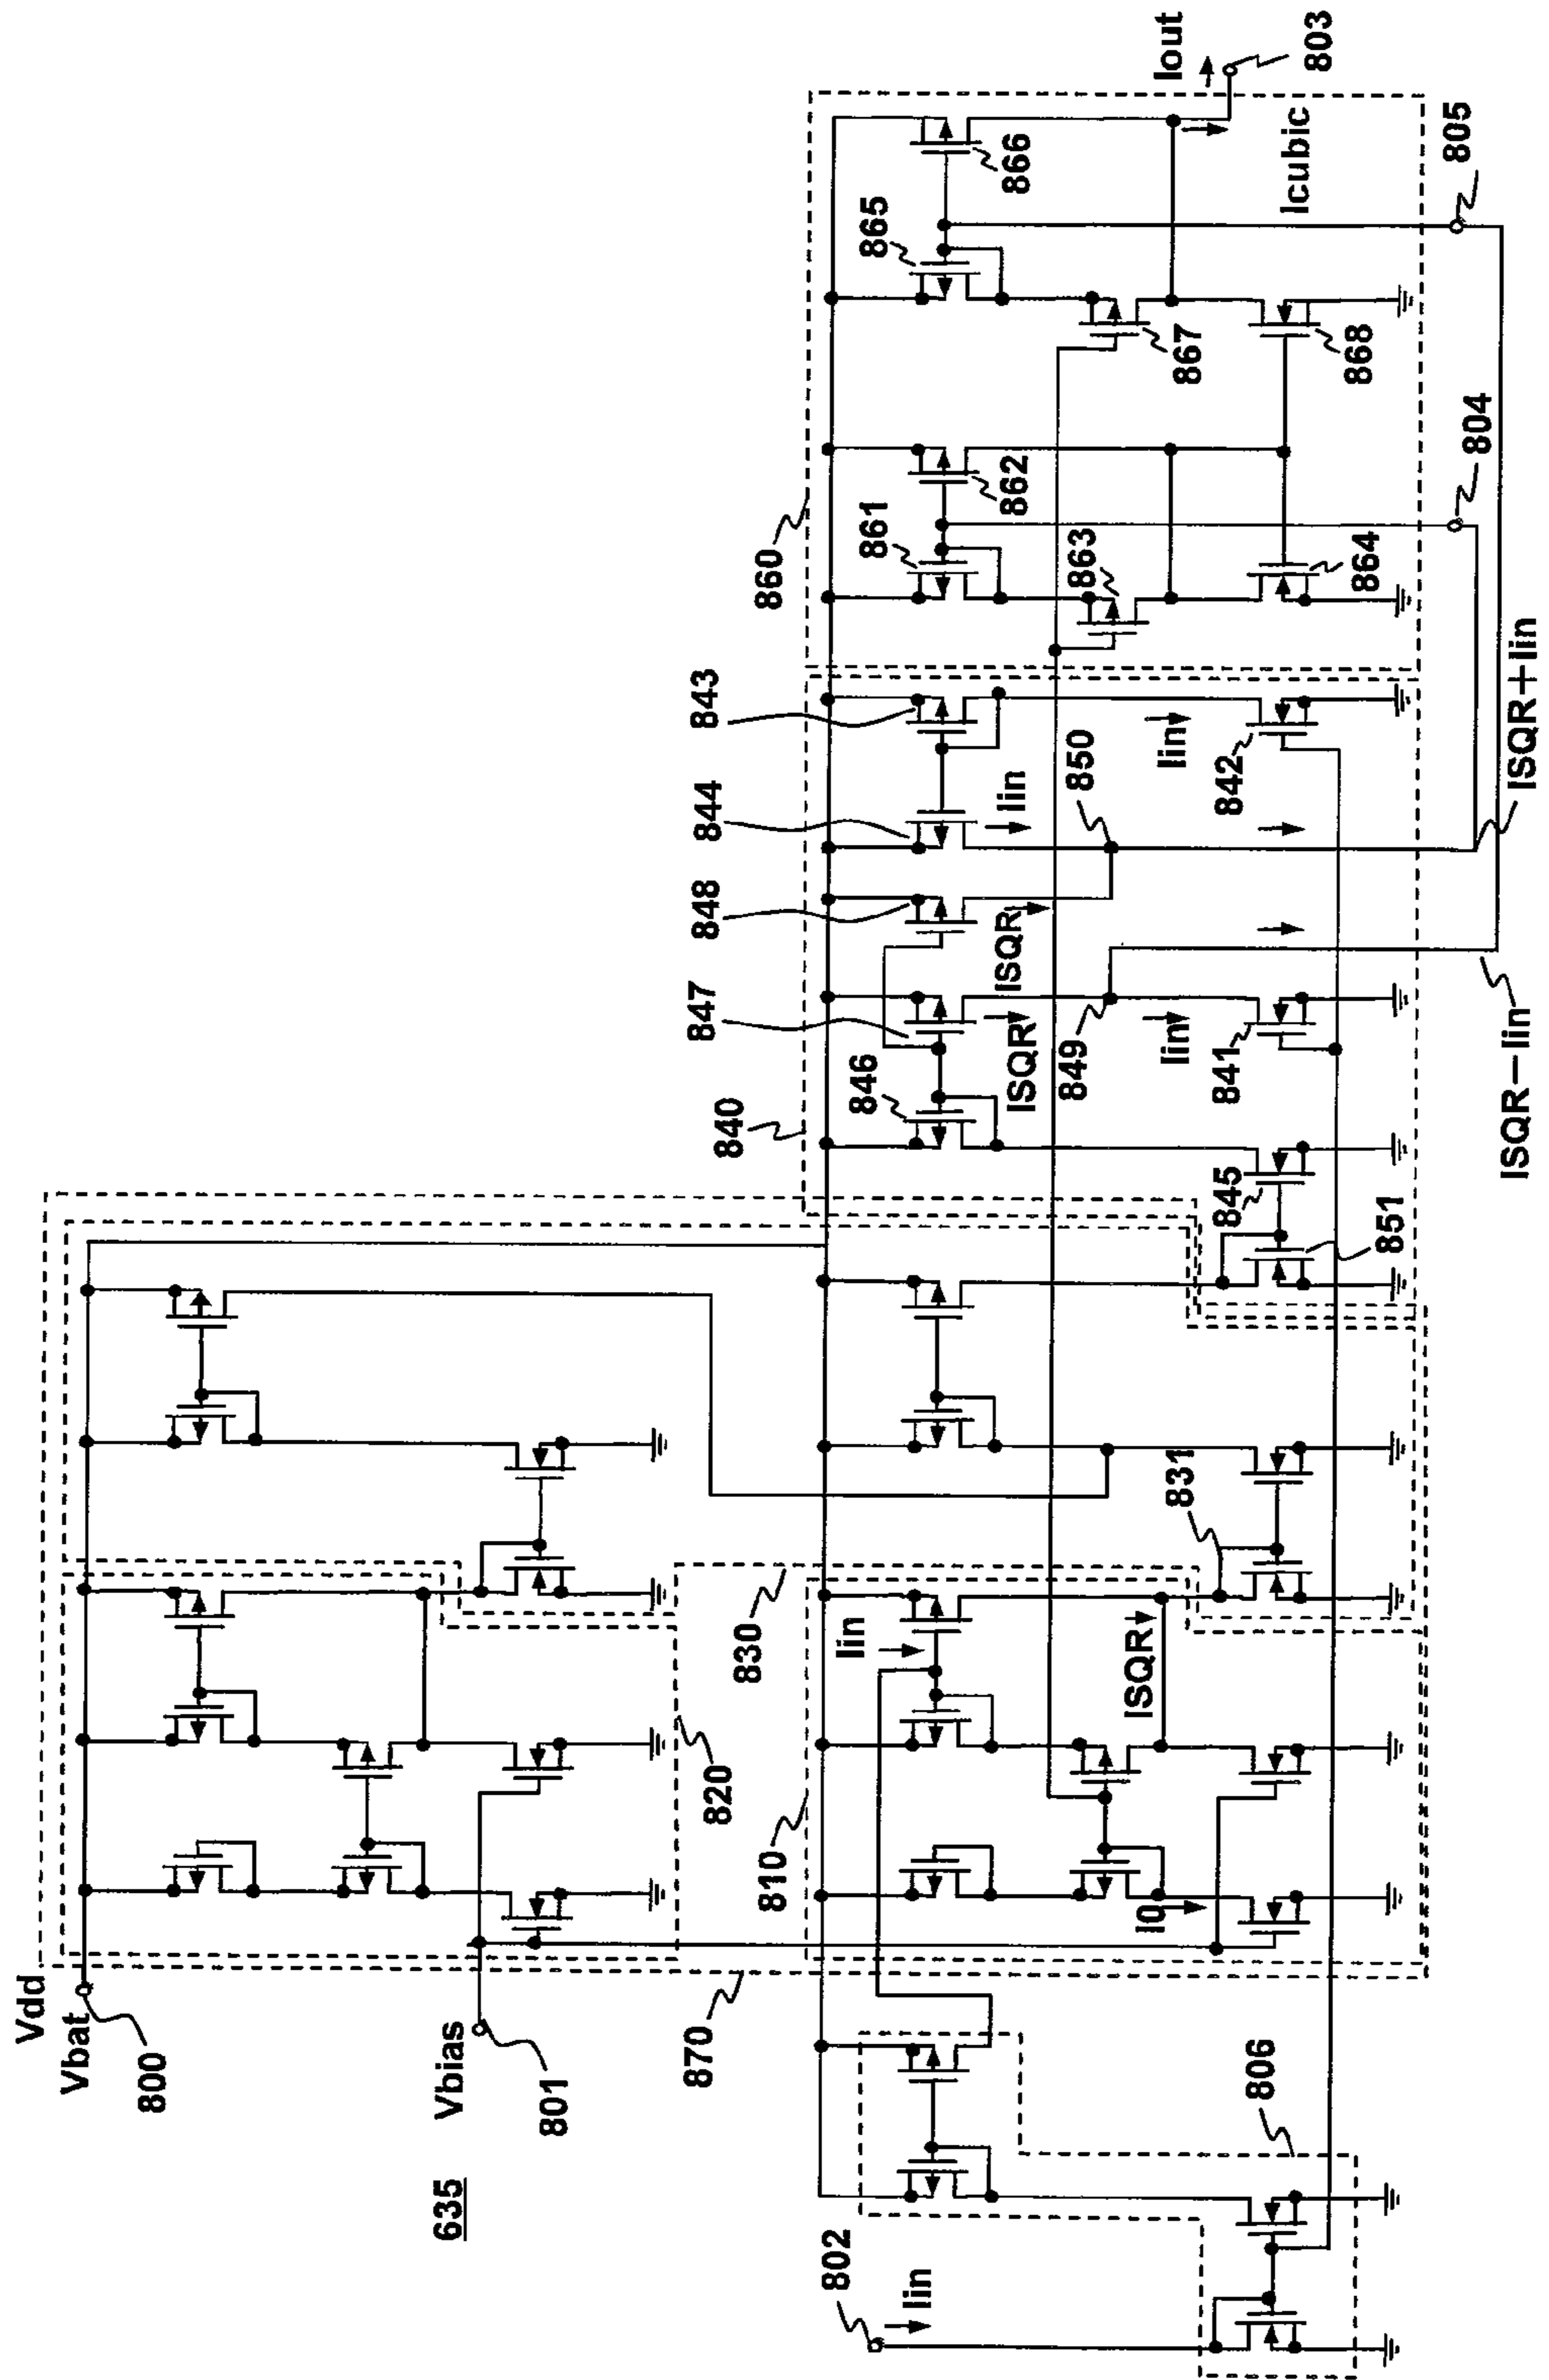 Vdd
Vbat
800
Vbias
801
635
870
820
830
810
802
Iin
806
Iin
I0
ISQR
831
840
851
845
846
847
848
844
843
ISQR
ISQR
849
Iin
841
Iin
850
Iin
842
860
861
862
863
864
865
866
867
868
Icubic
Iout
803
804
805
ISQR−Iin
ISQR+Iin